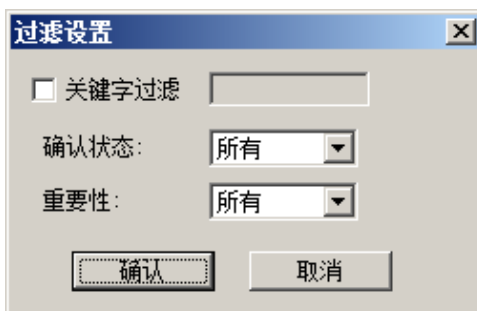 过滤设置
关键字过滤
确认状态: 所有
重要性: 所有
确认 取消